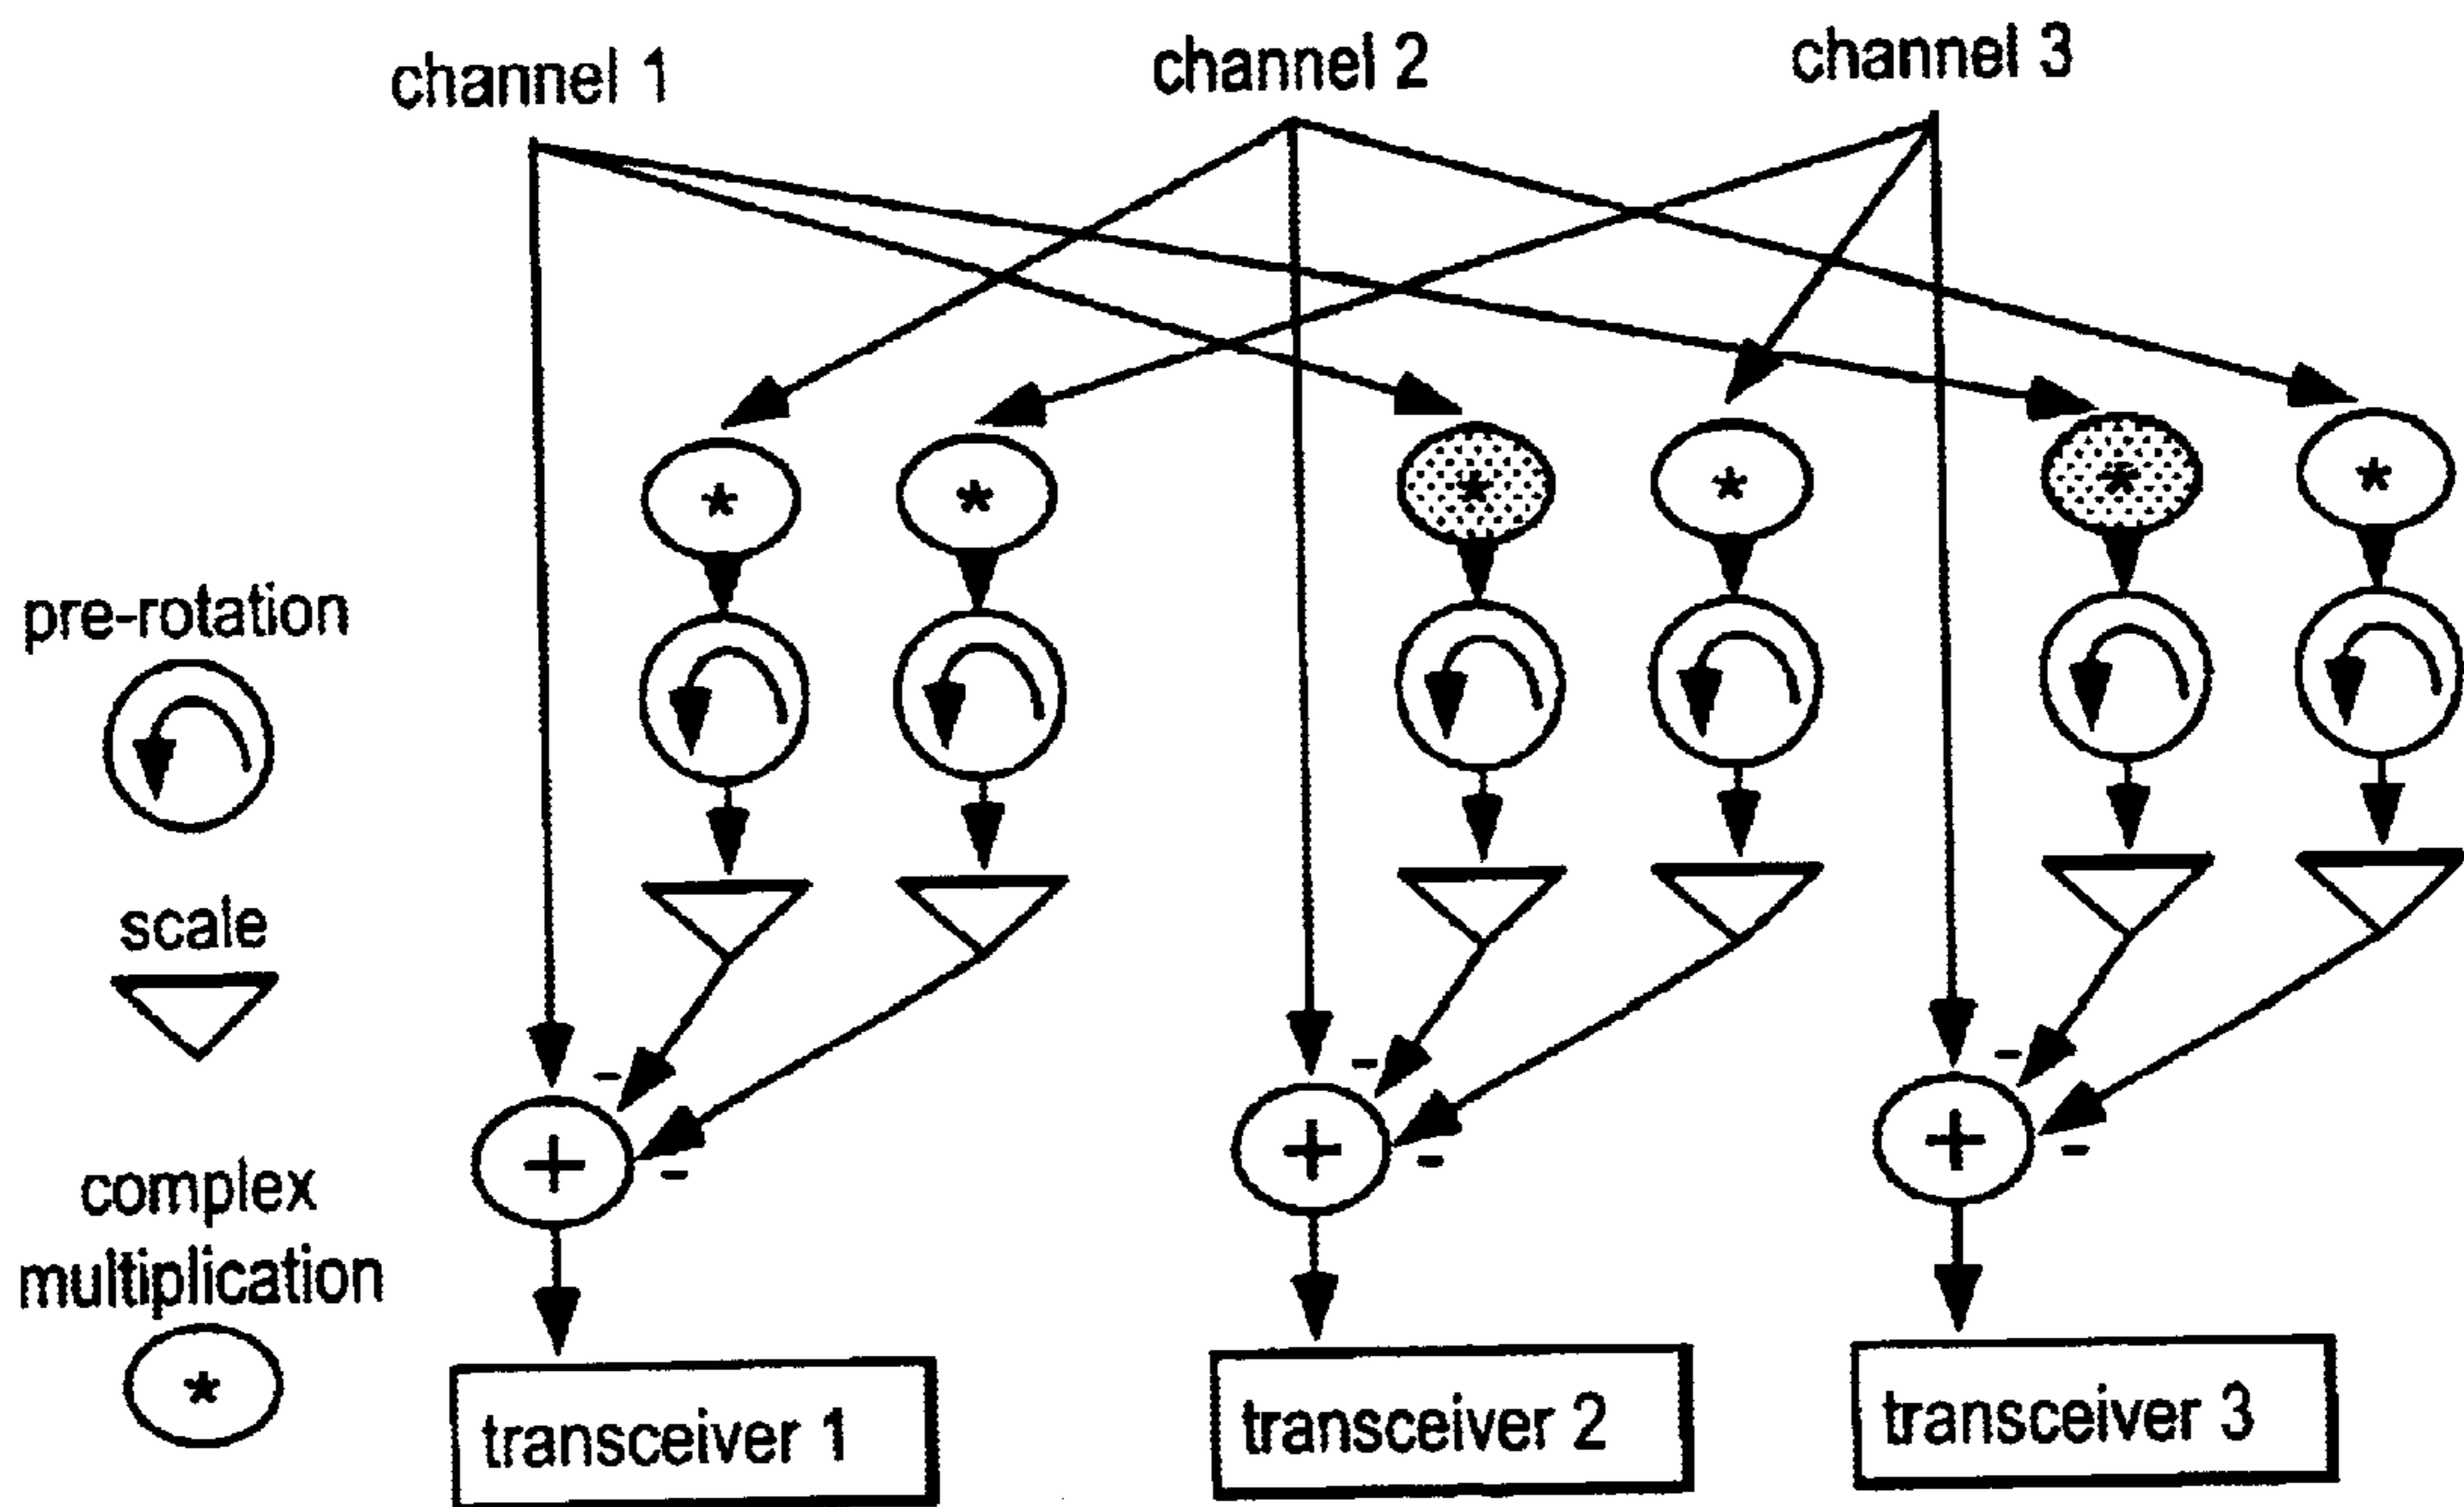 channel 1
channel 2
channel 3
* * * * * *
pre-rotation
scale
- - -
+ - + - + -
complex
multiplication
*
transceiver 1
transceiver 2
transceiver 3